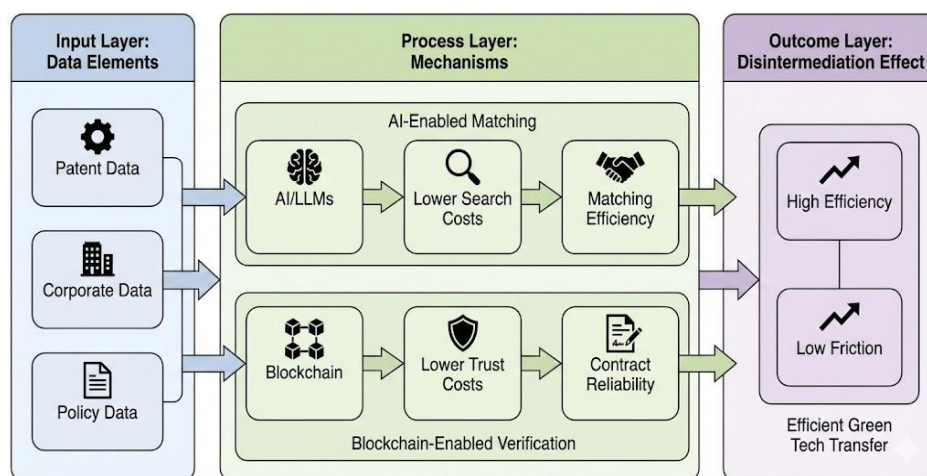 Input Layer:
Data Elements
Patent Data
Corporate Data
Policy Data
Process Layer:
Mechanisms
AI-Enabled Matching
AI/LLMs
Lower Search
Costs
Matching
Efficiency
Blockchain
Lower Trust
Costs
Contract
Reliability
Blockchain-Enabled Verification
Outcome Layer:
Disintermediation Effect
High Efficiency
Low Friction
Efficient Green
Tech Transfer